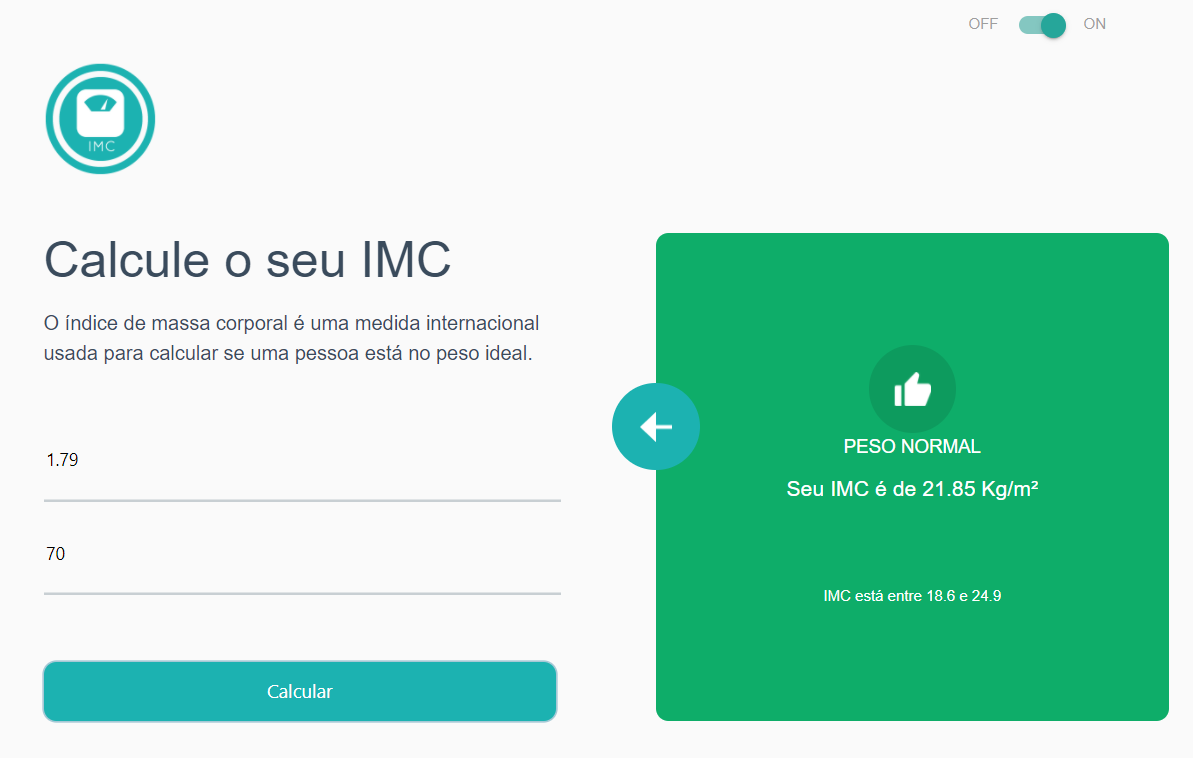 OFF ON
IMC
Calcule o seu IMC
O índice de massa corporal é uma medida internacional
usada para calcular se uma pessoa está no peso ideal.
1.79
70
Calcular
PESO NORMAL
Seu IMC é de 21.85 Kg/m²
IMC está entre 18.6 e 24.9